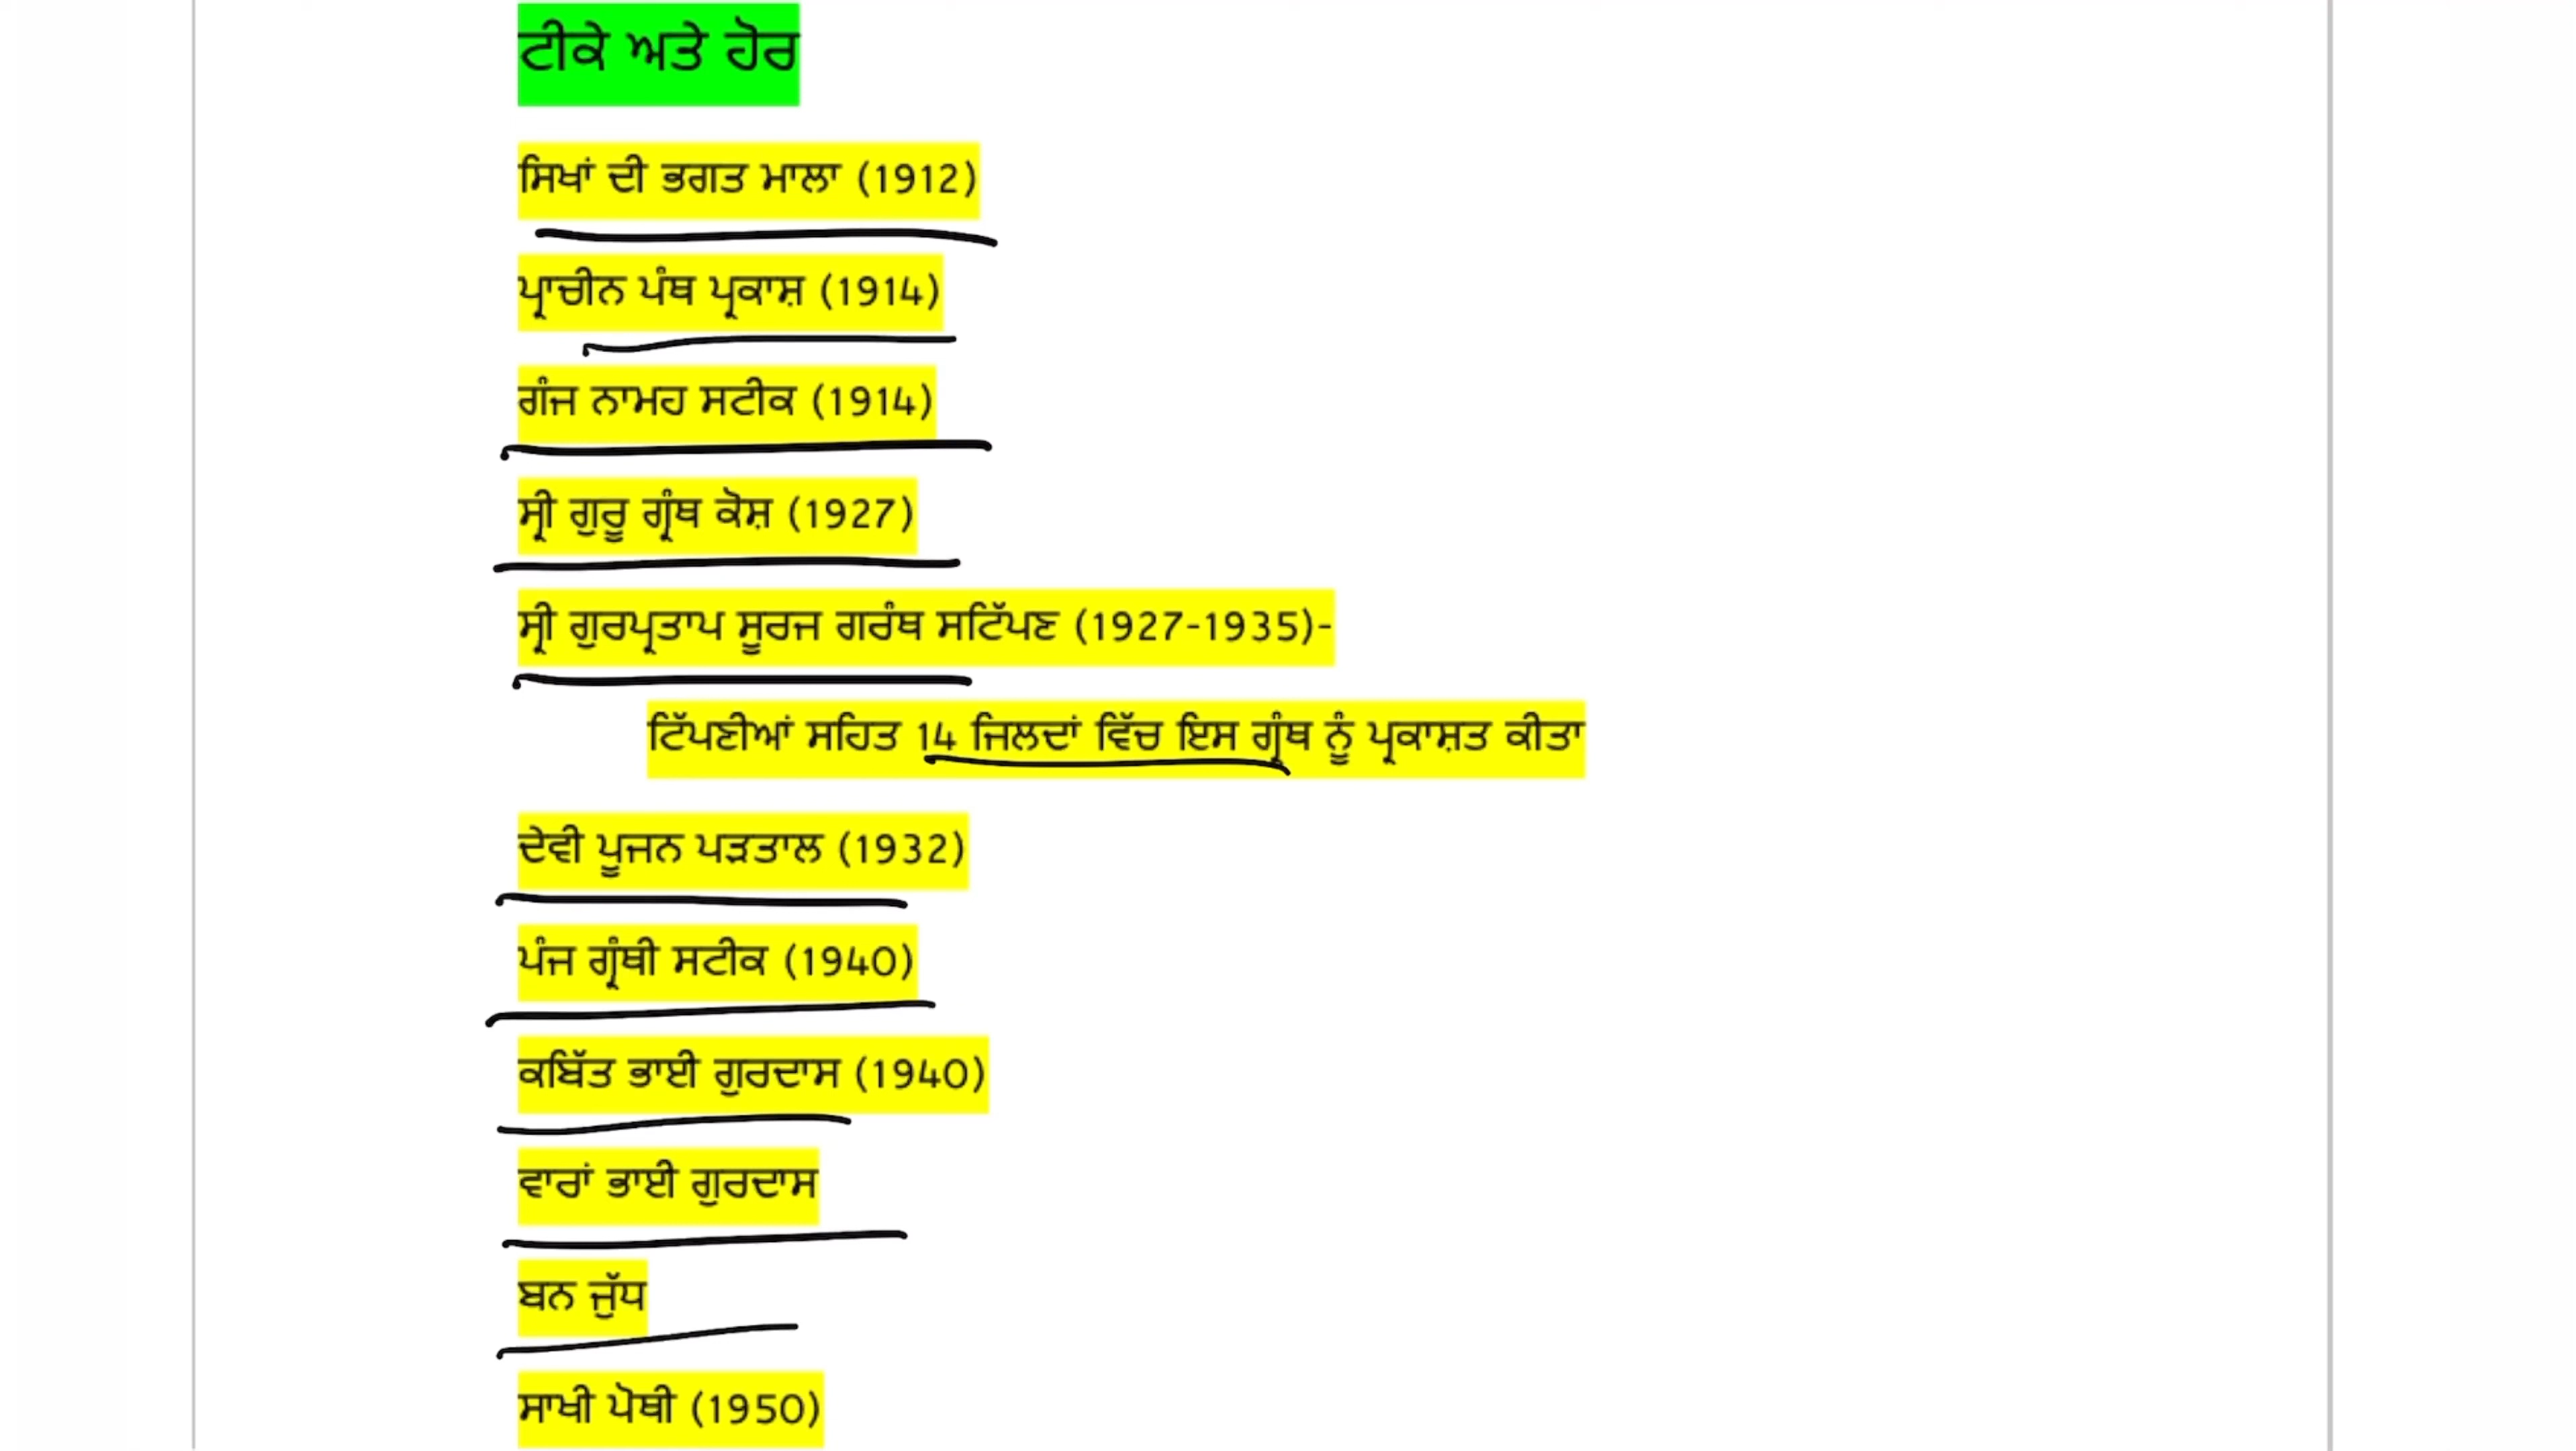 ਟੀਕੇ ਅਤੇ ਹੋਰ
ਸਿਖਾਂ ਦੀ ਭਗਤ ਮਾਲਾ (1912)
ਪ੍ਰਾਚੀਨ ਪੰਥ ਪ੍ਰਕਾਸ਼ (1914)
ਗੰਜ ਨਾਮਹ ਸਟੀਕ (1914)
ਸ੍ਰੀ ਗੁਰੂ ਗ੍ਰੰਥ ਕੋਸ਼ (1927)
ਸ੍ਰੀ ਗੁਰਪ੍ਰਤਾਪ ਸੂਰਜ ਗਰੰਥ ਸਟਿੱਪਣ (1927-1935)-
ਟਿੱਪਣੀਆਂ ਸਹਿਤ 14 ਜਿਲਦਾਂ ਵਿੱਚ ਇਸ ਗ੍ਰੰਥ ਨੂੰ ਪ੍ਰਕਾਸ਼ਤ ਕੀਤਾ
ਦੇਵੀ ਪੂਜਨ ਪੜਤਾਲ (1932)
ਪੰਜ ਗ੍ਰੰਥੀ ਸਟੀਕ (1940)
ਕਬਿੱਤ ਭਾਈ ਗੁਰਦਾਸ (1940)
ਵਾਰਾਂ ਭਾਈ ਗੁਰਦਾਸ
ਬਨ ਜੁੱਧ
ਸਾਖੀ ਪੋਥੀ (1950)